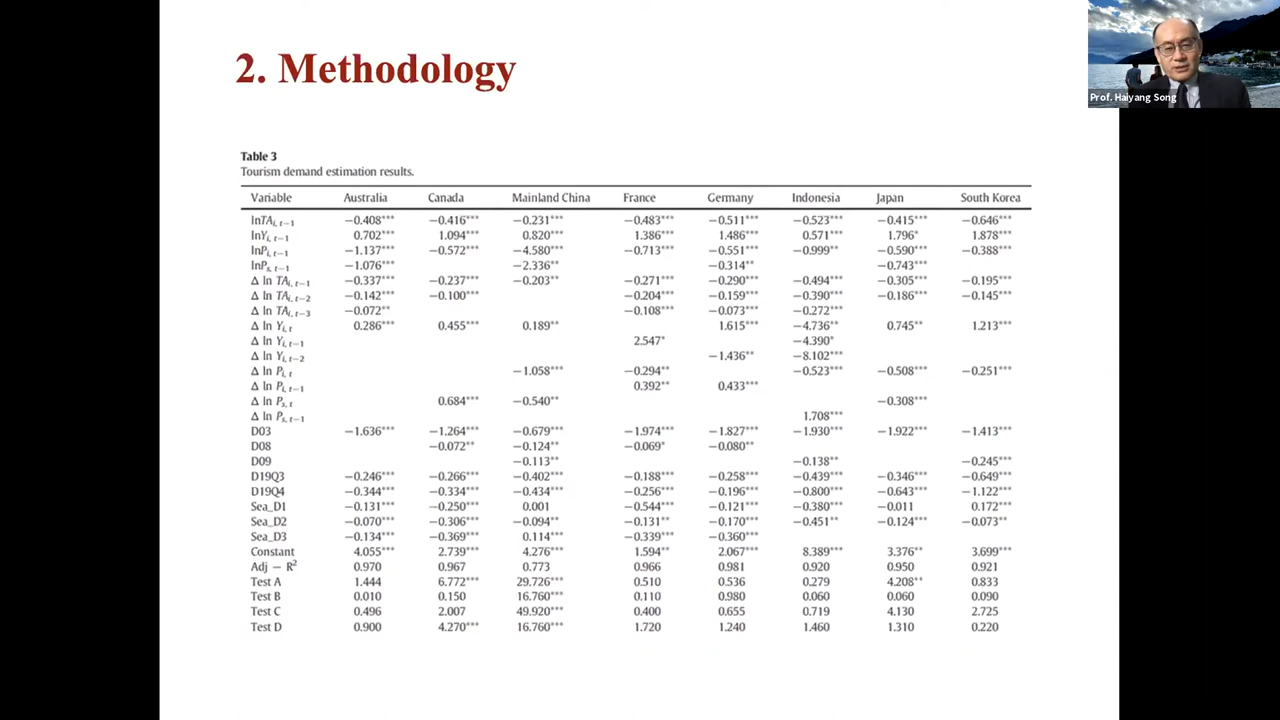 2. Methodology
Prof. Haiyang Song
Table 3
Tourism demand estimation results.
Variable Australia Canada Mainland China France Germany Indonesia Japan South Korea
lnTAi, t−1 −0.408*** −0.416*** −0.231*** −0.483*** −0.511*** −0.523*** −0.415*** −0.646***
lnYi, t−1 0.702*** 1.094*** 0.820*** 1.386*** 1.486*** 0.571*** 1.796* 1.878***
lnPi, t−1 −1.137*** −0.572*** −4.580*** −0.713*** −0.551*** −0.999** −0.590*** −0.388***
lnPs, t−1 −1.076*** −2.336** −0.314** −0.743***
Δ ln TAi, t−1 −0.337*** −0.237*** −0.203** −0.271*** −0.290*** −0.494*** −0.305*** −0.195***
Δ ln TAi, t−2 −0.142*** −0.100*** −0.204*** −0.159*** −0.390*** −0.186*** −0.145***
Δ ln TAi, t−3 −0.072** −0.108*** −0.073*** −0.272***
Δ ln Yi, t 0.286*** 0.455*** 0.189** 1.615*** −4.736** 0.745** 1.213***
Δ ln Yi, t−1 2.547* −4.390*
Δ ln Yi, t−2 −1.436** −8.102***
Δ ln Pi, t −1.058*** −0.294** −0.523*** −0.508*** −0.251***
Δ ln Pi, t−1 0.392** 0.433***
Δ ln Ps, t 0.684*** −0.540** −0.308***
Δ ln Ps, t−1 1.708***
D03 −1.636*** −1.264*** −0.679*** −1.974*** −1.827*** −1.930*** −1.922*** −1.413***
D08 −0.072** −0.124** −0.069* −0.080**
D09 −0.113** −0.138** −0.245***
D19Q3 −0.246*** −0.266*** −0.402*** −0.188*** −0.258*** −0.439*** −0.346*** −0.649***
D19Q4 −0.344*** −0.334*** −0.434*** −0.256*** −0.196*** −0.800*** −0.643*** −1.122***
Sea_D1 −0.131*** −0.250*** 0.001 −0.544*** −0.121*** −0.380*** −0.011 0.172***
Sea_D2 −0.070*** −0.306*** −0.094** −0.131** −0.170*** −0.451** −0.124*** −0.073**
Sea_D3 −0.134*** −0.369*** 0.114*** −0.339*** −0.360***
Constant 4.055*** 2.739*** 4.276*** 1.594** 2.067*** 8.389*** 3.376** 3.699***
Adj − R2 0.970 0.967 0.773 0.966 0.981 0.920 0.950 0.921
Test A 1.444 6.772*** 29.726*** 0.510 0.536 0.279 4.208** 0.833
Test B 0.010 0.150 16.760*** 0.110 0.980 0.060 0.060 0.090
Test C 0.496 2.007 49.920*** 0.400 0.655 0.719 4.130 2.725
Test D 0.900 4.270*** 16.760*** 1.720 1.240 1.460 1.310 0.220